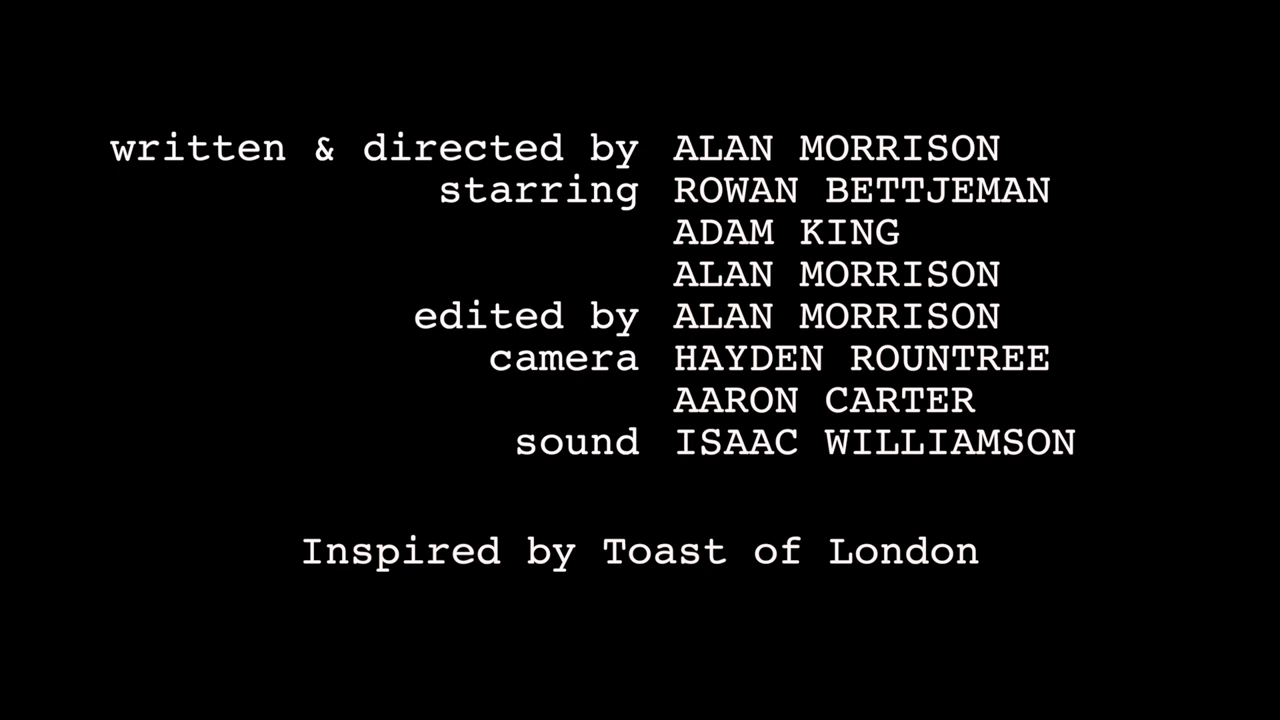 written & directed by ALAN MORRISON
starring ROWAN BETTJEMAN
ADAM KING
ALAN MORRISON
edited by ALAN MORRISON
camera HAYDEN ROUNTREE
AARON CARTER
sound ISAAC WILLIAMSON
Inspired by Toast of London